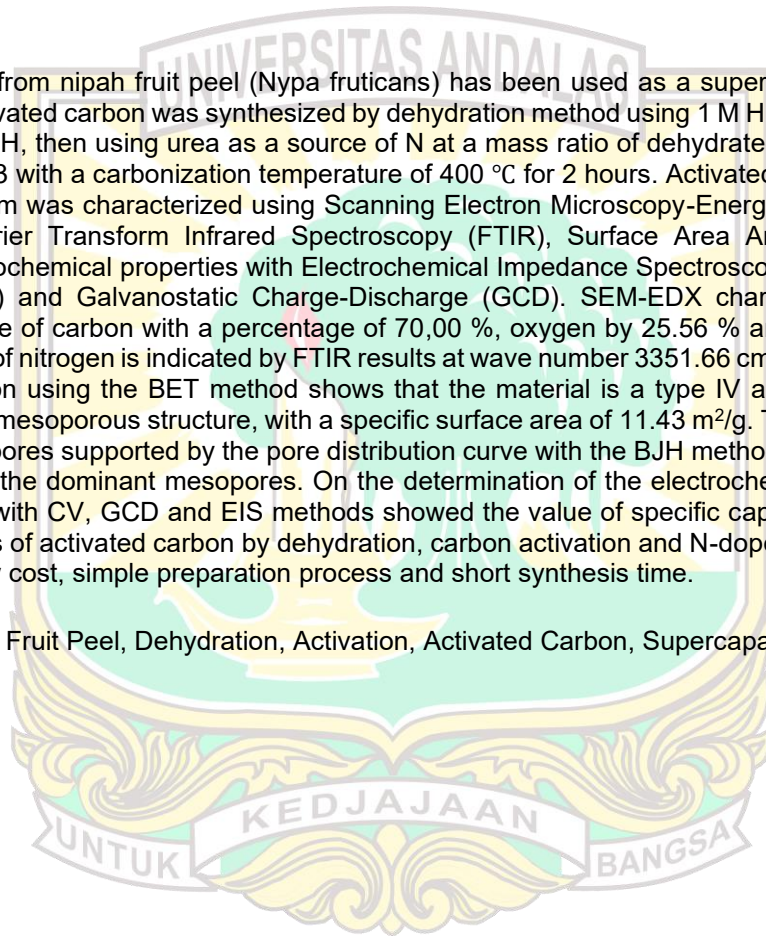 UNIVERSITAS ANDALAS
from nipah fruit peel (Nypa fruticans) has been used as a super
vated carbon was synthesized by dehydration method using 1 M H
H, then using urea as a source of N at a mass ratio of dehydrate
3 with a carbonization temperature of 400 °C for 2 hours. Activated
m was characterized using Scanning Electron Microscopy-Energ
rier Transform Infrared Spectroscopy (FTIR), Surface Area An
ochemical properties with Electrochemical Impedance Spectrosco
) and Galvanostatic Charge-Discharge (GCD). SEM-EDX char
e of carbon with a percentage of 70,00 %, oxygen by 25.56 % a
of nitrogen is indicated by FTIR results at wave number 3351.66 cm
on using the BET method shows that the material is a type IV a
mesoporous structure, with a specific surface area of 11.43 m²/g. T
ores supported by the pore distribution curve with the BJH metho
the dominant mesopores. On the determination of the electroche
with CV, GCD and EIS methods showed the value of specific cap
s of activated carbon by dehydration, carbon activation and N-dope
cost, simple preparation process and short synthesis time.
Fruit Peel, Dehydration, Activation, Activated Carbon, Supercapa
UNTUK KEDJAJAAN BANGSA